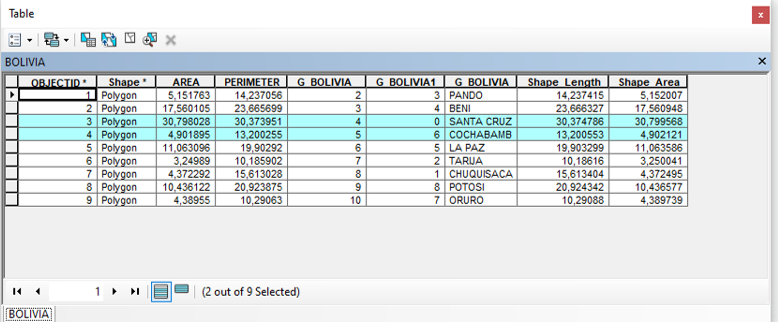 Table
BOLIVIA
OBJECTID * Shape * AREA PERIMETER G_BOLIVIA G_BOLIVIA1 G_BOLIVIA Shape_Length Shape_Area
1 Polygon 5,151763 14,237056 2 3 PANDO 14,237415 5,152007
2 Polygon 17,560105 23,665699 3 4 BENI 23,666327 17,560948
3 Polygon 30,798028 30,373951 4 0 SANTA CRUZ 30,374786 30,799568
4 Polygon 4,901895 13,200255 5 6 COCHABAMB 13,200553 4,902121
5 Polygon 11,063096 19,90292 6 5 LA PAZ 19,903299 11,063586
6 Polygon 3,24989 10,185902 7 2 TARIJA 10,18616 3,250041
7 Polygon 4,372292 15,613028 8 1 CHUQUISACA 15,613404 4,372495
8 Polygon 10,436122 20,923875 9 8 POTOSI 20,924342 10,436577
9 Polygon 4,38955 10,29063 10 7 ORURO 10,29088 4,389739
1 (2 out of 9 Selected)
BOLIVIA